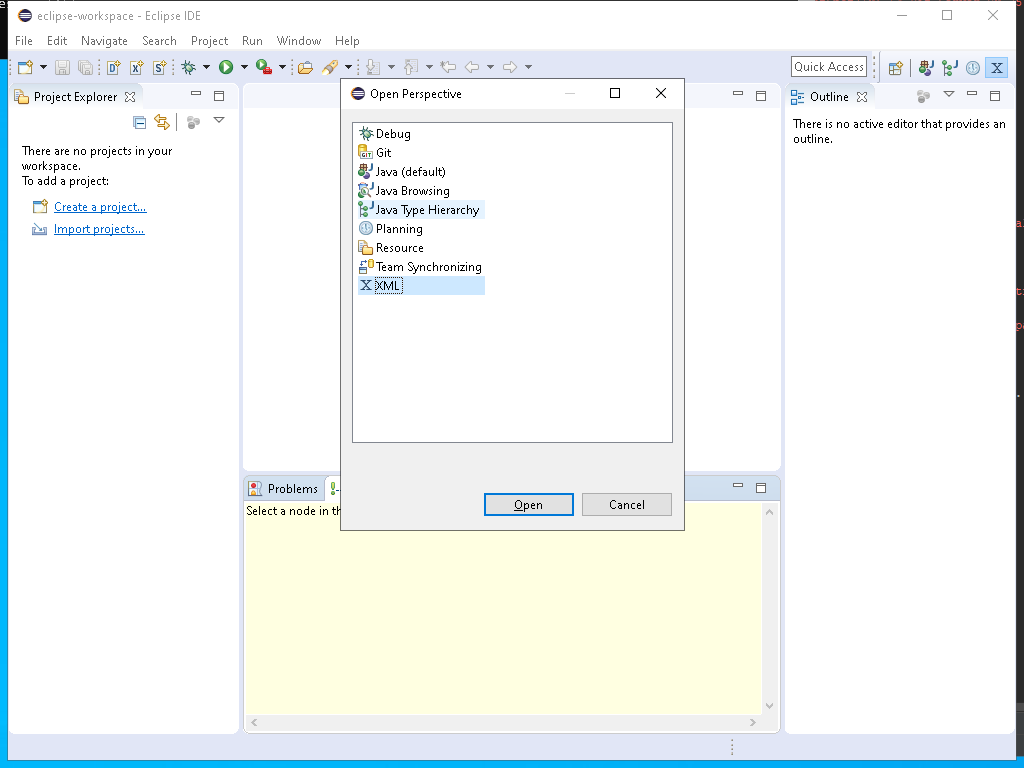 eclipse-workspace - Eclipse IDE
File Edit Navigate Search Project Run Window Help
Quick Access
Project Explorer
There are no projects in your
workspace.
To add a project:
Create a project...
Import projects...
Open Perspective
Debug
Git
Java (default)
Java Browsing
Java Type Hierarchy
Planning
Resource
Team Synchronizing
XML
Open
Cancel
Problems
Select a node in th
Outline
There is no active editor that provides an
outline.